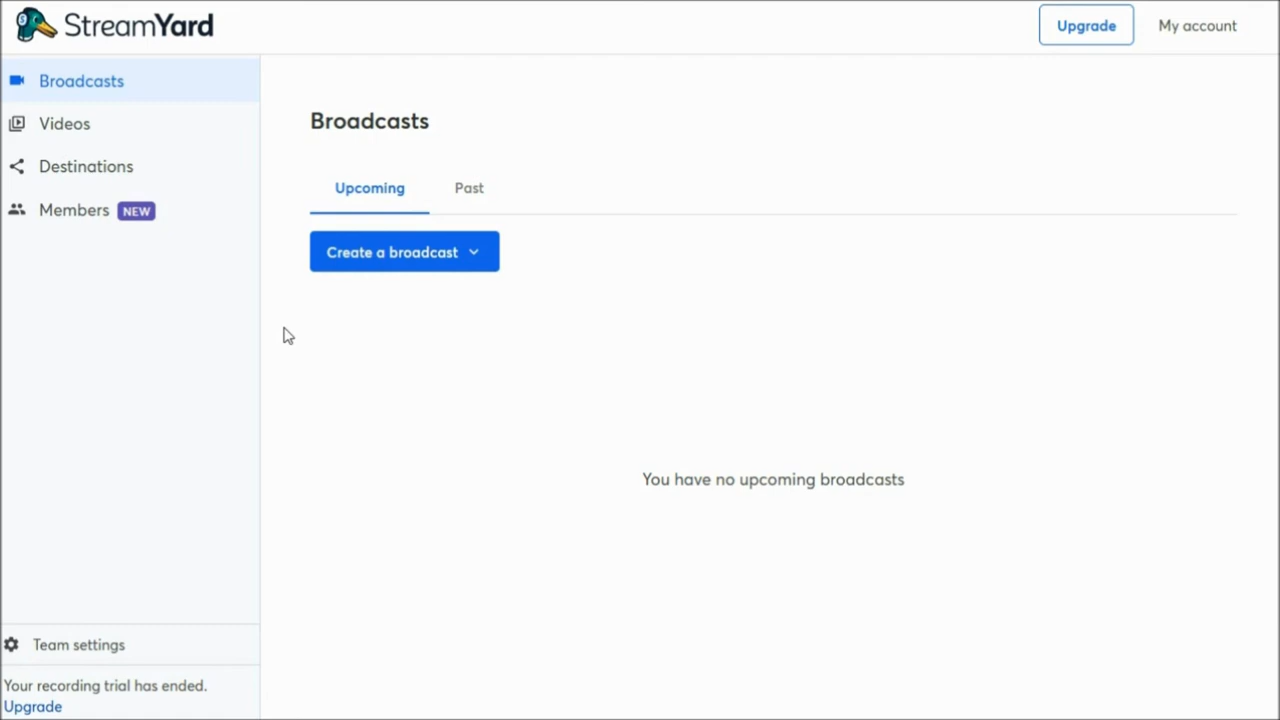 StreamYard
Upgrade
My account
Broadcasts
Videos
Destinations
Members NEW
Broadcasts
Upcoming
Past
Create a broadcast
You have no upcoming broadcasts
Team settings
Your recording trial has ended.
Upgrade